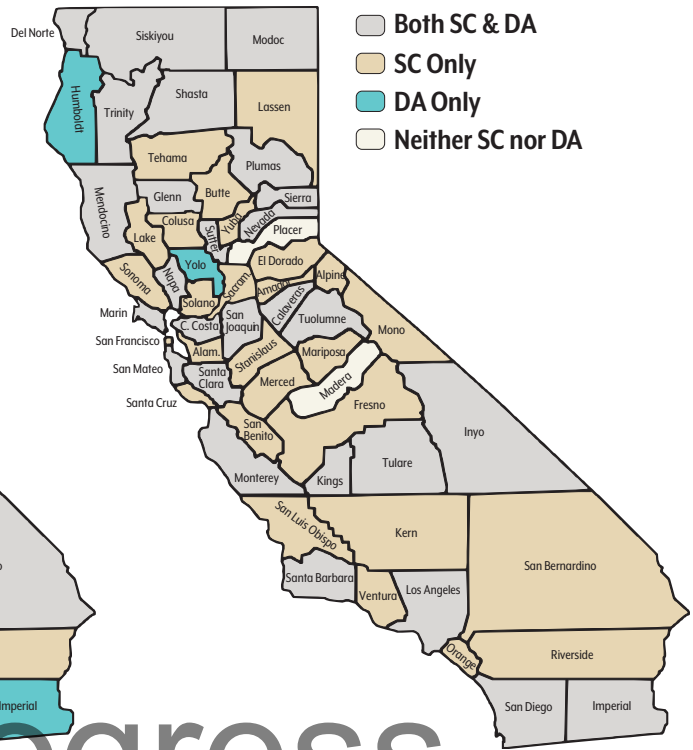 Both SC & DA
SC Only
DA Only
Neither SC nor DA
Del Norte
Siskiyou
Modoc
Humboldt
Trinity
Shasta
Lassen
Tehama
Plumas
Mendocino
Glenn
Butte
Sierra
Colusa
Yuba
Nevada
Lake
Sutter
Placer
Yolo
El Dorado
Sonoma
Napa
Sacram.
Amador
Alpine
Solano
Calaveras
Marin
C. Costa
San
Joaquin
Tuolumne
Mono
San Francisco
Alam.
Stanislaus
Mariposa
San Mateo
Santa
Clara
Merced
Madera
Santa Cruz
Fresno
San
Benito
Inyo
Monterey
Kings
Tulare
San Luis Obispo
Kern
San Bernardino
Santa Barbara
Ventura
Los Angeles
Orange
Riverside
San Diego
Imperial
Imperial
ogress